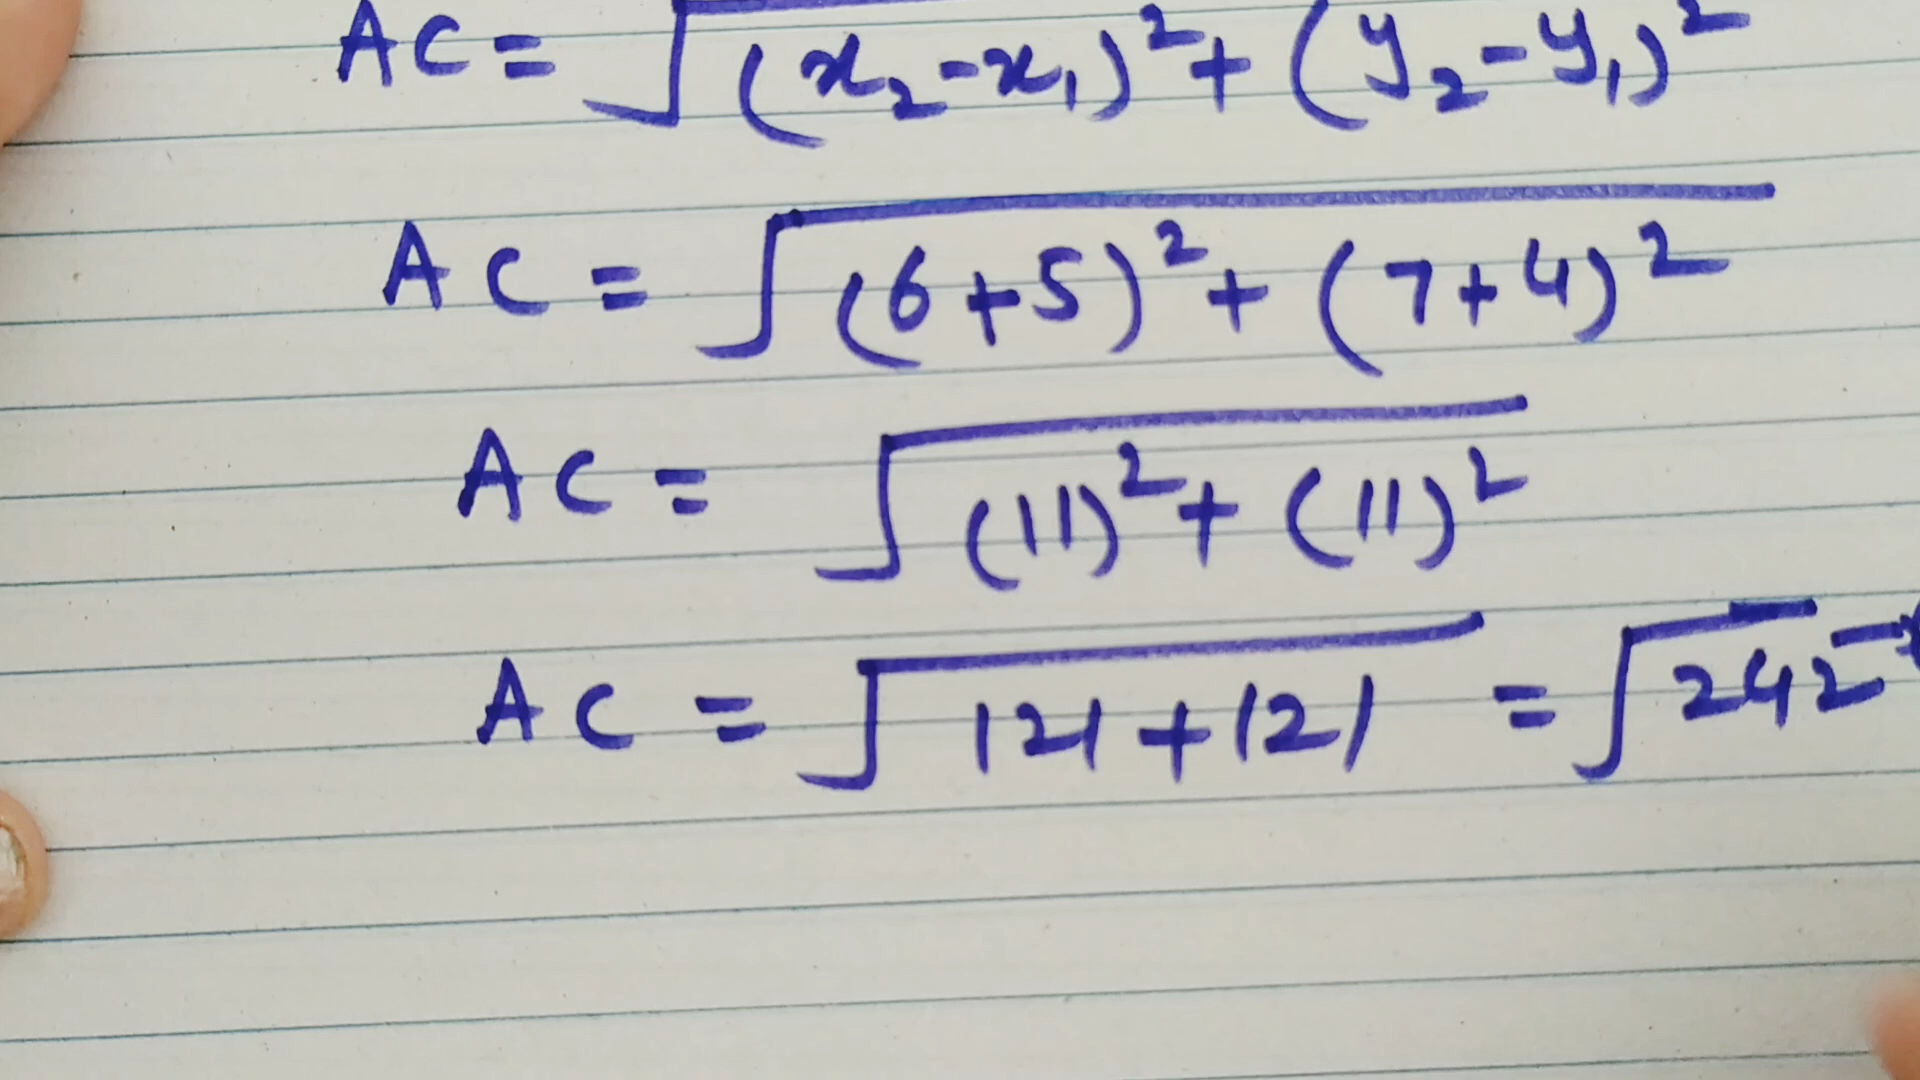 AC = √(x₂-x₁)² + (y₂-y₁)²
AC = √(6+5)² + (7+4)²
AC = √(11)² + (11)²
AC = √121+121 = √242